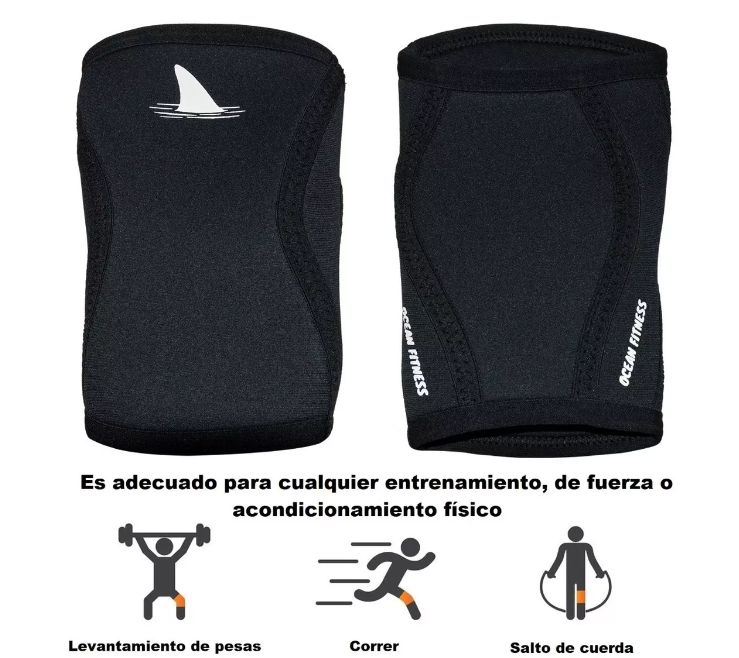 OCEAN FITNESS
OCEAN FITNESS
Es adecuado para cualquier entrenamiento, de fuerza o
acondicionamiento físico
Levantamiento de pesas
Correr
Salto de cuerda